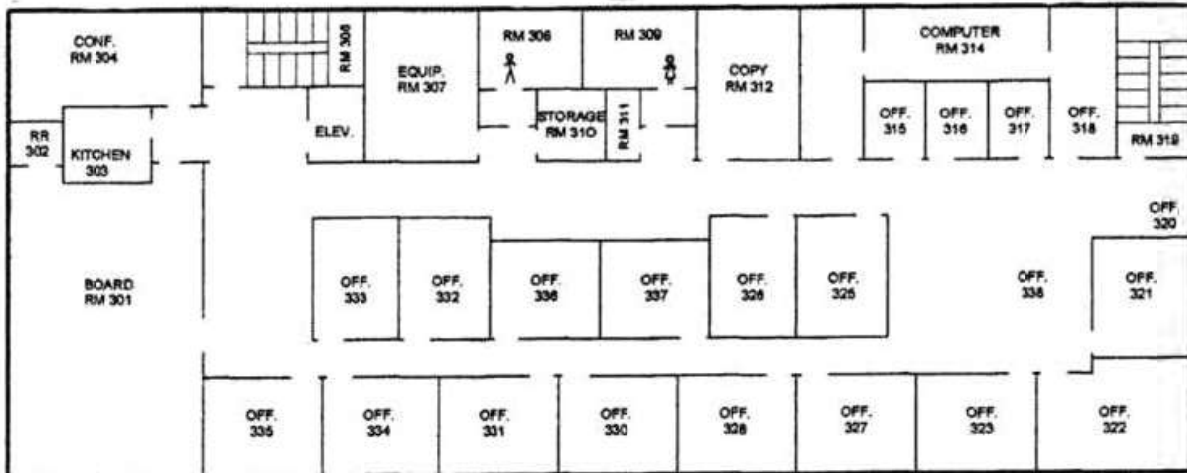 CONF.
RM 304
RM 306
EQUIP.
RM 307
RM 308
RM 309
COPY
RM 312
COMPUTER
RM 314
OFF.
315
OFF.
316
OFF.
317
OFF.
318
RM 319
RR
302
KITCHEN
303
ELEV.
STORAGE
RM 310
RM 311
BOARD
RM 301
OFF.
333
OFF.
332
OFF.
336
OFF.
337
OFF.
326
OFF.
325
OFF.
338
OFF.
320
OFF.
321
OFF.
335
OFF.
334
OFF.
331
OFF.
330
OFF.
328
OFF.
327
OFF.
323
OFF.
322